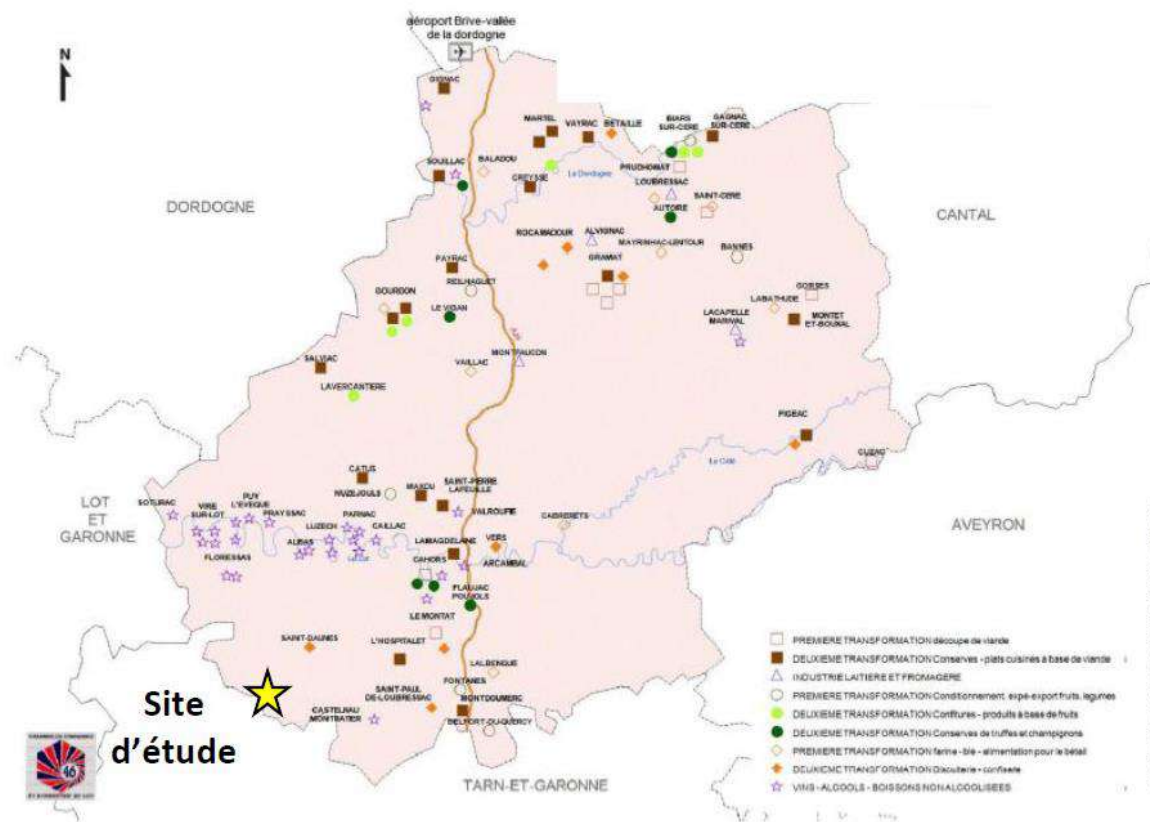 aéroport Brive-vallée
de la dordogne
N
GIGNAC
MARTEL
VAYRAC
BETAILLE
BIARS
SUR-CERE
GAGNAC
SUR-CERE
SOUILLAC
BALADOU
CREYSSE
La Dordogne
PRUDHOMAT
LOUBRESSAC
SAINT-CERE
AUTOIRE
DORDOGNE
CANTAL
ROCAMADOUR
ALVIGNAC
MAYRINHAC-LENTOUR
BANNES
GRAMAT
PAYRAC
REILHAGUET
GOURDON
LE VIGAN
LABATHUDE
GORSES
LACAPELLE
MARIVAL
MONTET
ET-BOUXAL
A20
MONTFAUCON
SALVIAC
VAILLAC
LAVERCANTIERE
FIGEAC
CUZAC
CATUS
NUZEJOULS
MAXOU
SAINT-PIERRE
LAFEUILLE
VALROUFIE
LOT
ET
GARONNE
SOTURAC
VIRE
SUR-LOT
PUY
L'EVEQUE
PRAYSSAC
LUZECH
PARNAC
CAILLAC
ALBAS
FLORESSAS
CABRERETS
AVEYRON
LAMAGDELAINE
VERS
CAHORS
ARCAMBAL
FLAUJAC
POUJOLS
LE MONTAT
SAINT-DAUNES
L'HOSPITALET
LALBENQUE
FONTANES
SAINT-PAUL
DE-LOUBRESSAC
MONTDOUMERC
CASTELNAU
MONTRATIER
BELFORT-DU-QUERCY
Site
d'étude
TARN-ET-GARONNE
46
PREMIERE TRANSFORMATION découpe de viande
DEUXIEME TRANSFORMATION Conserves - plats cuisinés à base de viande
INDUSTRIE LAITIERE ET FROMAGERE
PREMIERE TRANSFORMATION Conditionnement, expé-export fruits, legumes
DEUXIEME TRANSFORMATION Confitures - produits à base de fruits
DEUXIEME TRANSFORMATION Conserves de truffes et champignons
PREMIERE TRANSFORMATION farine - blé - alimentation pour le bétail
DEUXIEME TRANSFORMATION Biscuiterie - confiserie
VINS - ALCOOLS - BOISSONS NON ALCOOLISEES